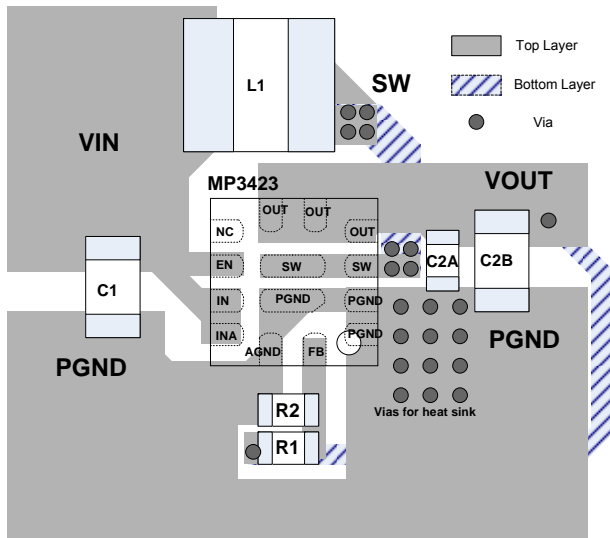 L1
SW
Top Layer
Bottom Layer
Via
VIN
MP3423
VOUT
OUT
OUT
NC
OUT
EN
SW
SW
C2A
C2B
C1
IN
PGND
PGND
INA
PGND
PGND
PGND
AGND
FB
Vias for heat sink
R2
R1